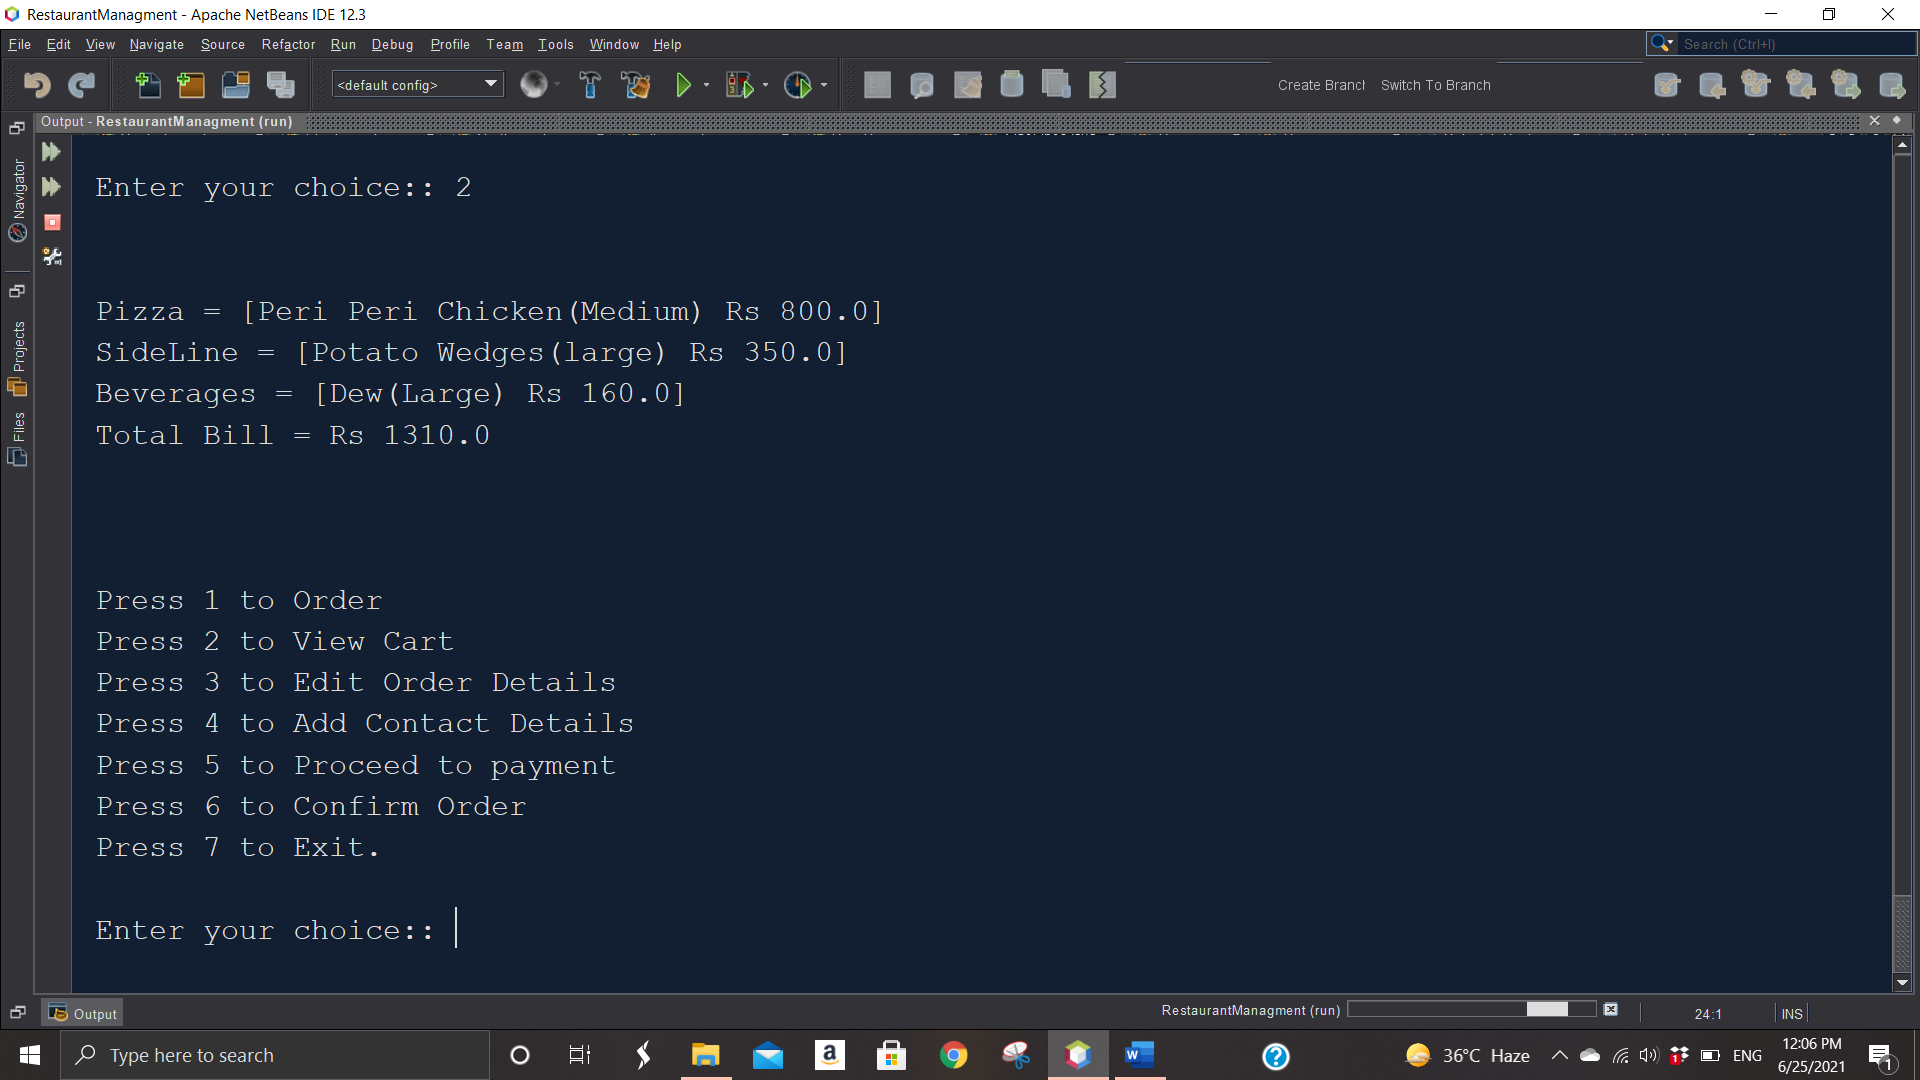 RestaurantManagment - Apache NetBeans IDE 12.3
File Edit View Navigate Source Refactor Run Debug Profile Team Tools Window Help
Search (Ctrl+I)
<default config>
Create Branch Switch To Branch
Output - RestaurantManagment (run)
Navigator
Projects
Files
Enter your choice:: 2
Pizza = [Peri Peri Chicken(Medium) Rs 800.0]
SideLine = [Potato Wedges(large) Rs 350.0]
Beverages = [Dew(Large) Rs 160.0]
Total Bill = Rs 1310.0
Press 1 to Order
Press 2 to View Cart
Press 3 to Edit Order Details
Press 4 to Add Contact Details
Press 5 to Proceed to payment
Press 6 to Confirm Order
Press 7 to Exit.
Enter your choice::
Output
RestaurantManagment (run)
24:1
INS
Type here to search
36°C Haze
ENG
12:06 PM
6/25/2021
1